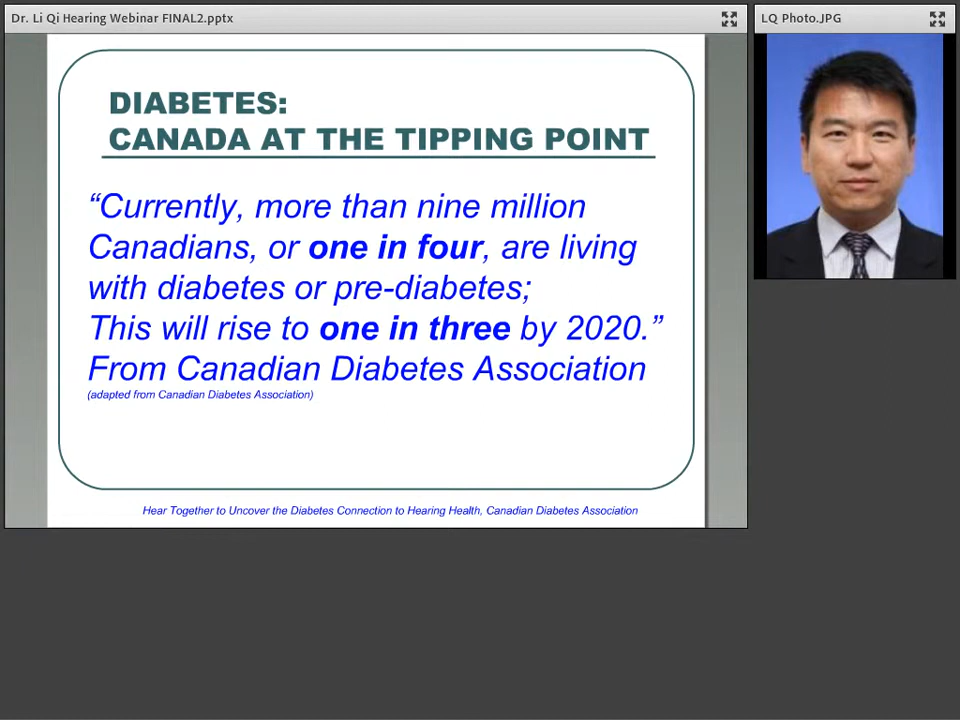 Dr. Li Qi Hearing Webinar FINAL2.pptx
LQ Photo.JPG
DIABETES:
CANADA AT THE TIPPING POINT
“Currently, more than nine million
Canadians, or one in four, are living
with diabetes or pre-diabetes;
This will rise to one in three by 2020.”
From Canadian Diabetes Association
(adapted from Canadian Diabetes Association)
Hear Together to Uncover the Diabetes Connection to Hearing Health, Canadian Diabetes Association